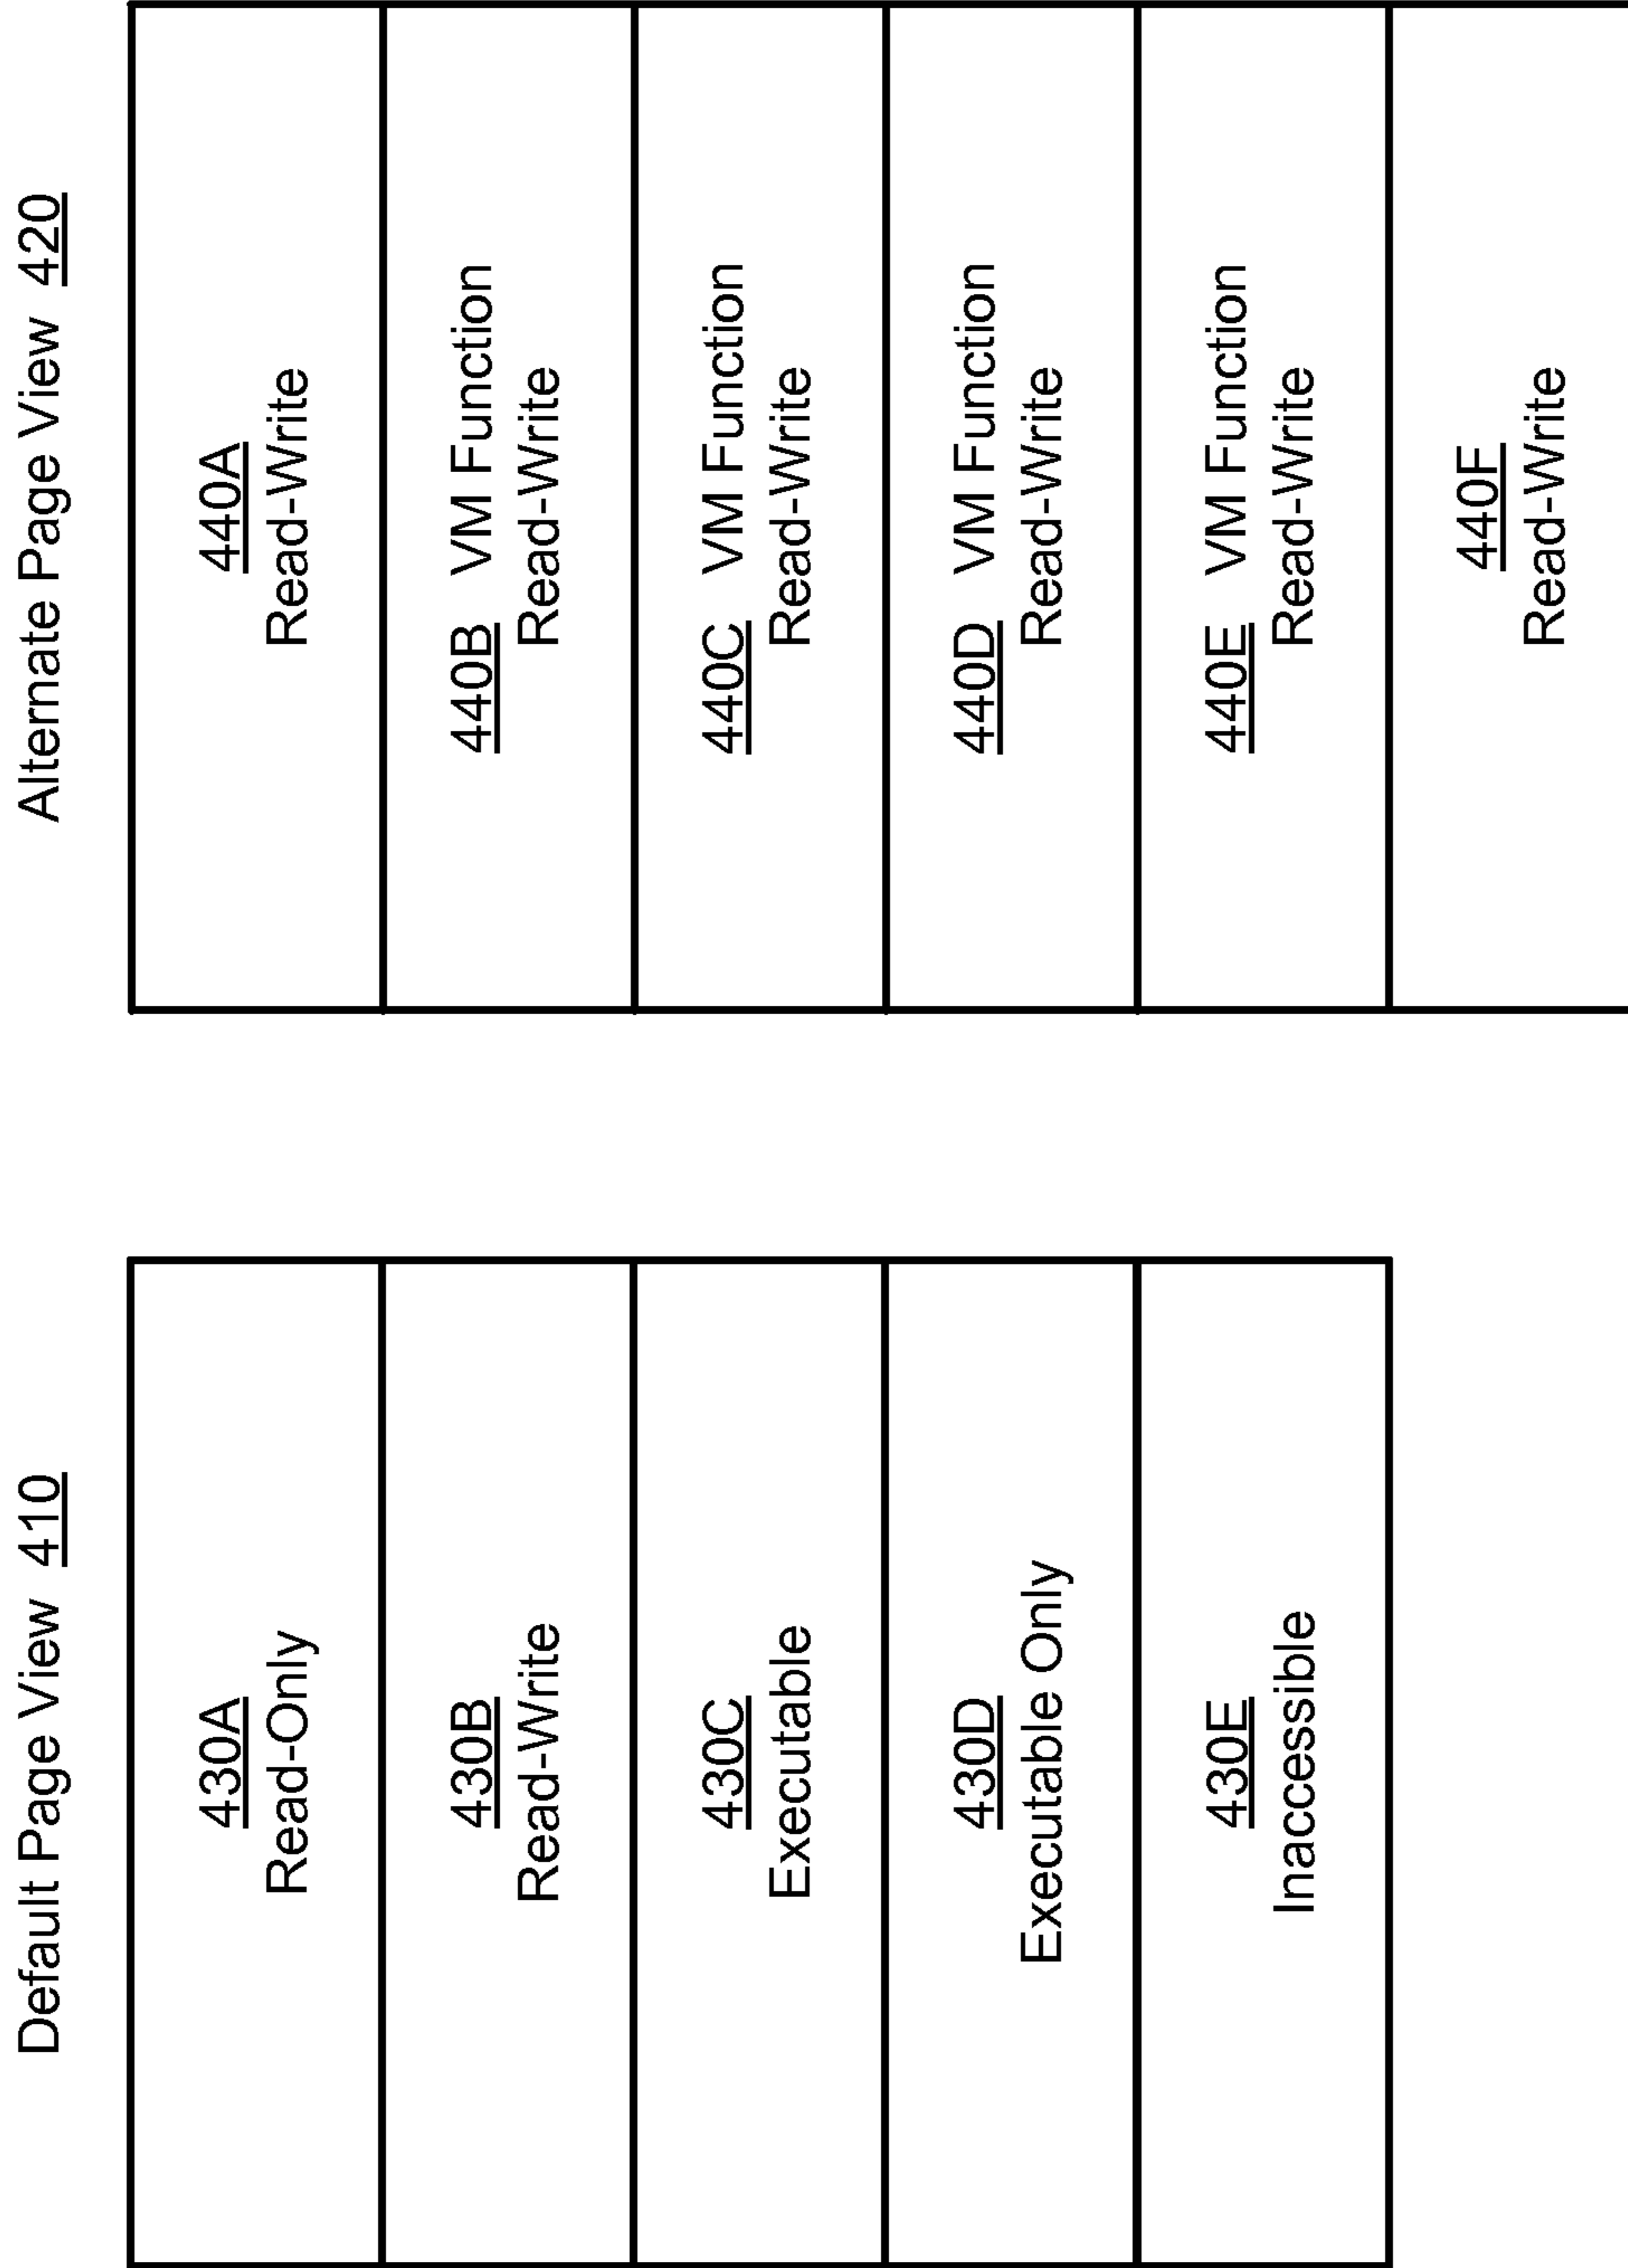 Default Page View 410
430A
Read-Only
430B
Read-Write
430C
Executable
430D
Executable Only
430E
Inaccessible
Alternate Page View 420
440A
Read-Write
440B VM Function
Read-Write
440C VM Function
Read-Write
440D VM Function
Read-Write
440E VM Function
Read-Write
440F
Read-Write